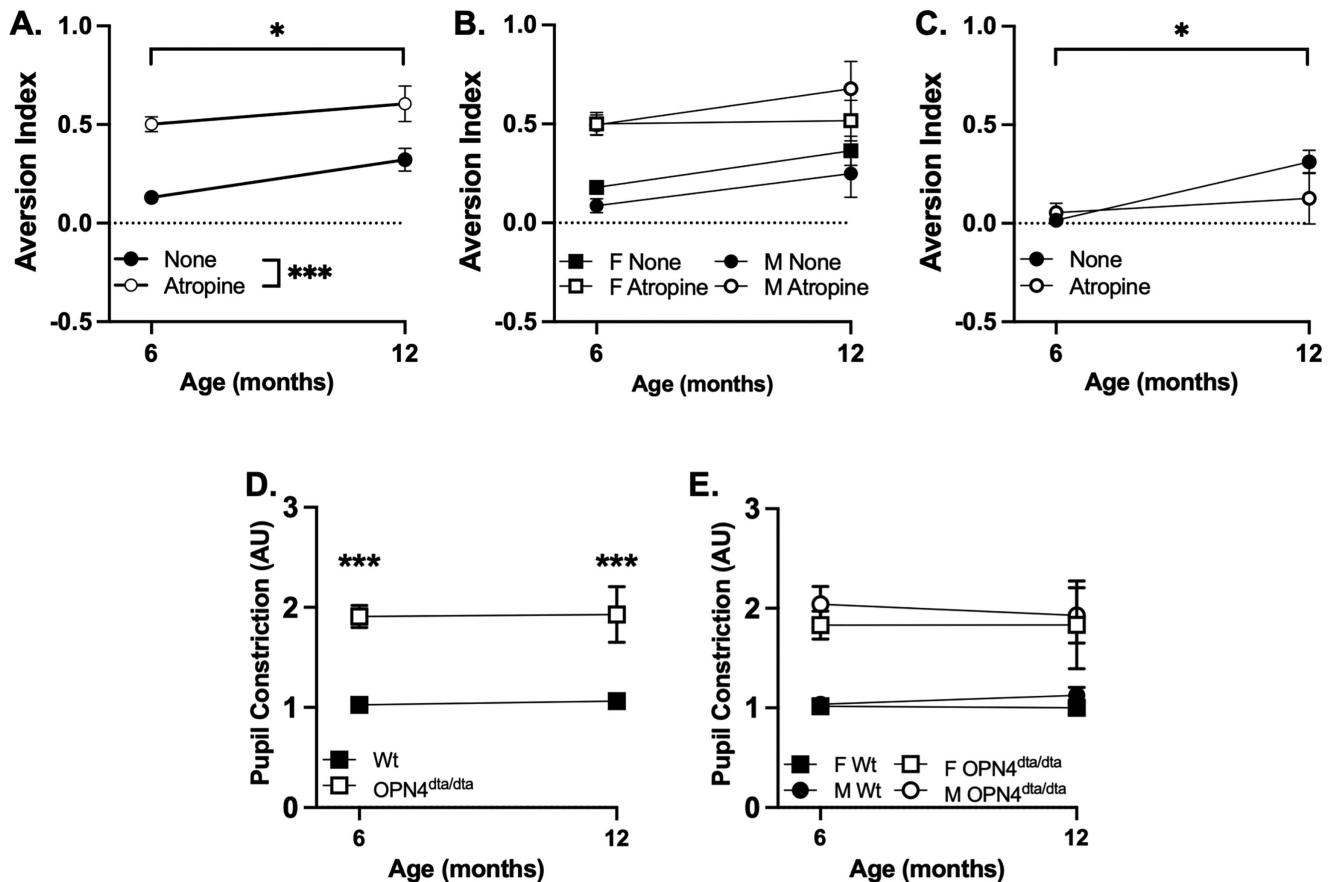 A.
*
1.0
0.5
0.0
-0.5
Aversion Index
None
Atropine
***
6
12
Age (months)
B.
1.0
0.5
0.0
-0.5
Aversion Index
F None
M None
F Atropine
M Atropine
6
12
Age (months)
C.
*
1.0
0.5
0.0
-0.5
Aversion Index
None
Atropine
6
12
Age (months)
D.
3
2
1
0
Pupil Constriction (AU)
***
***
Wt
OPN4dta/dta
6
12
Age (months)
E.
3
2
1
0
Pupil Constriction (AU)
F Wt
F OPN4dta/dta
M Wt
M OPN4dta/dta
6
12
Age (months)